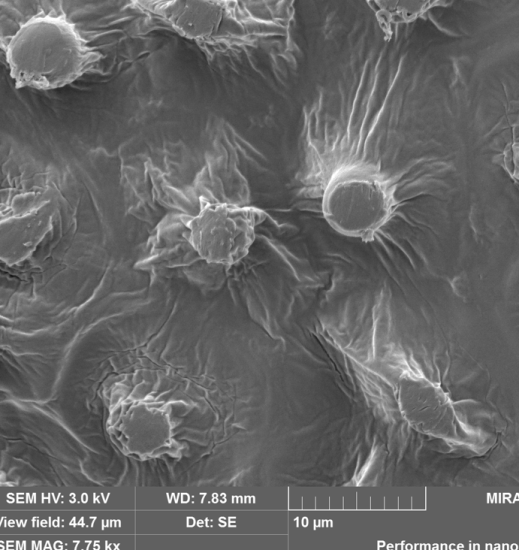 SEM HV: 3.0 kV WD: 7.83 mm MIRA
View field: 44.7 µm Det: SE 10 µm
SEM MAG: 7.75 kx Performance in nano